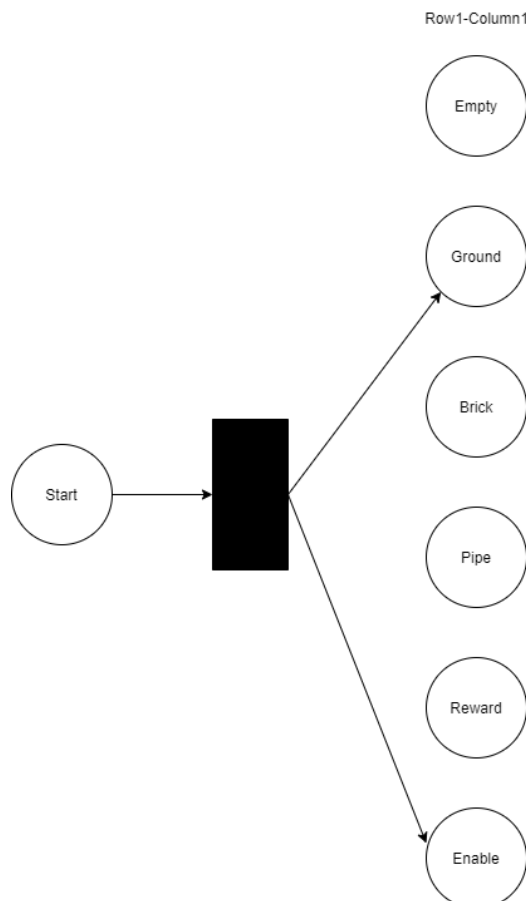 Row1-Column1
Empty
Ground
Brick
Start
Pipe
Reward
Enable